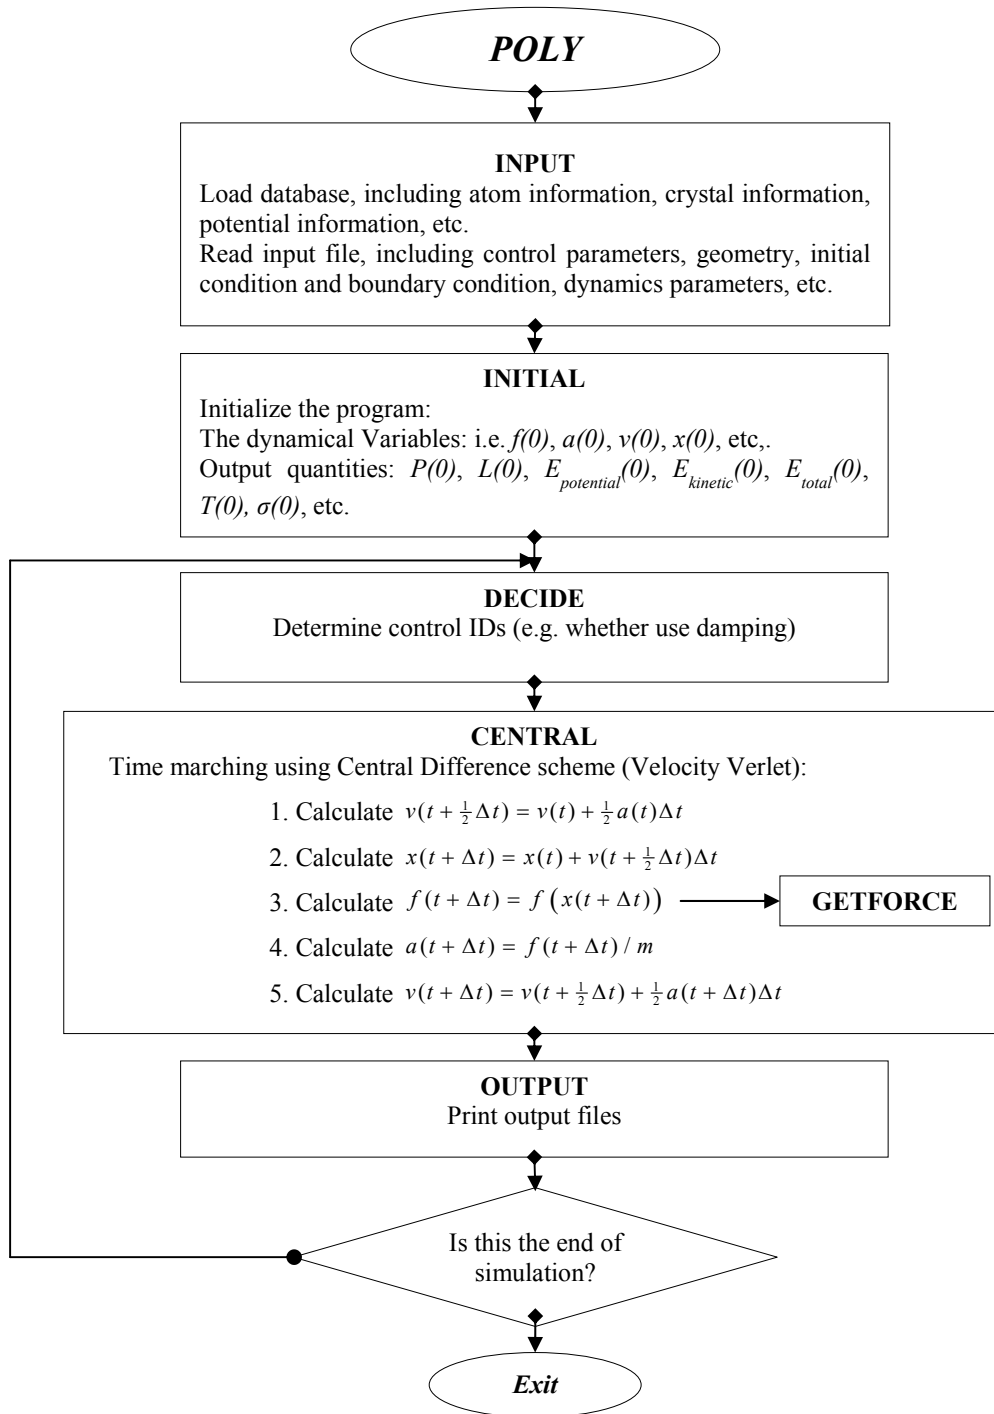 POLY
INPUT
Load database, including atom information, crystal information,
potential information, etc.
Read input file, including control parameters, geometry, initial
condition and boundary condition, dynamics parameters, etc.
INITIAL
Initialize the program:
The dynamical Variables: i.e. f(0), a(0), v(0), x(0), etc,.
Output quantities: P(0), L(0), E_potential(0), E_kinetic(0), E_total(0),
T(0), σ(0), etc.
DECIDE
Determine control IDs (e.g. whether use damping)
CENTRAL
Time marching using Central Difference scheme (Velocity Verlet):
1. Calculate v(t + ½Δt) = v(t) + ½a(t)Δt
2. Calculate x(t + Δt) = x(t) + v(t + ½Δt)Δt
3. Calculate f(t + Δt) = f(x(t + Δt)) GETFORCE
4. Calculate a(t + Δt) = f(t + Δt) / m
5. Calculate v(t + Δt) = v(t + ½Δt) + ½a(t + Δt)Δt
OUTPUT
Print output files
Is this the end of
simulation?
Exit